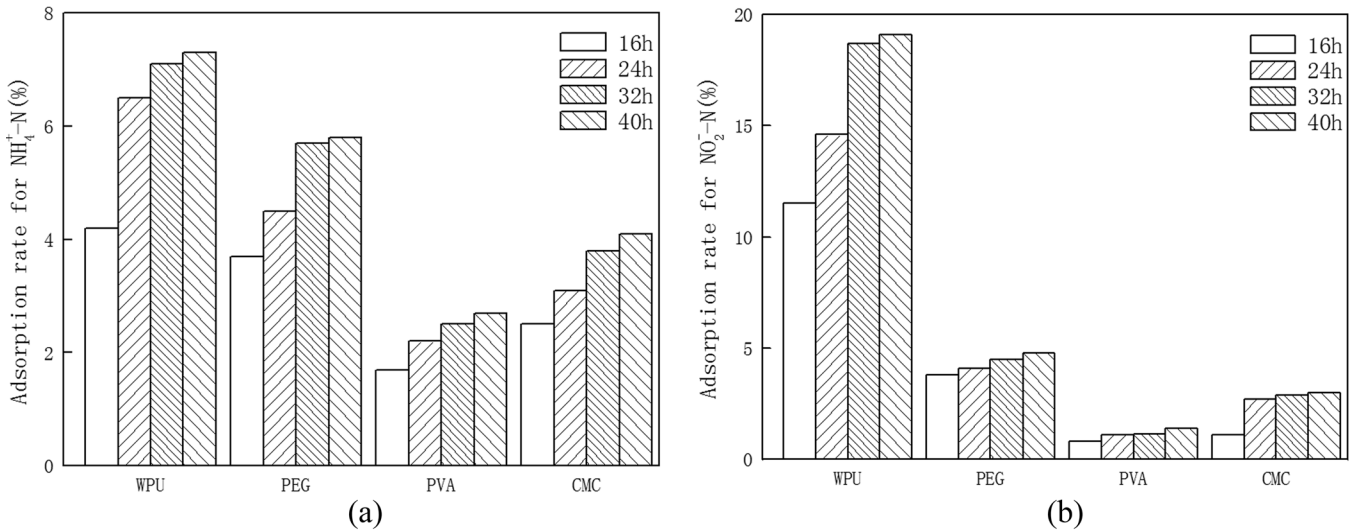 Adsorption rate for NH₄⁺-N(%)
8
6
4
2
0
16h
24h
32h
40h
WPU PEG PVA CMC
(a)
Adsorption rate for NO₂⁻-N(%)
20
15
10
5
0
16h
24h
32h
40h
WPU PEG PVA CMC
(b)